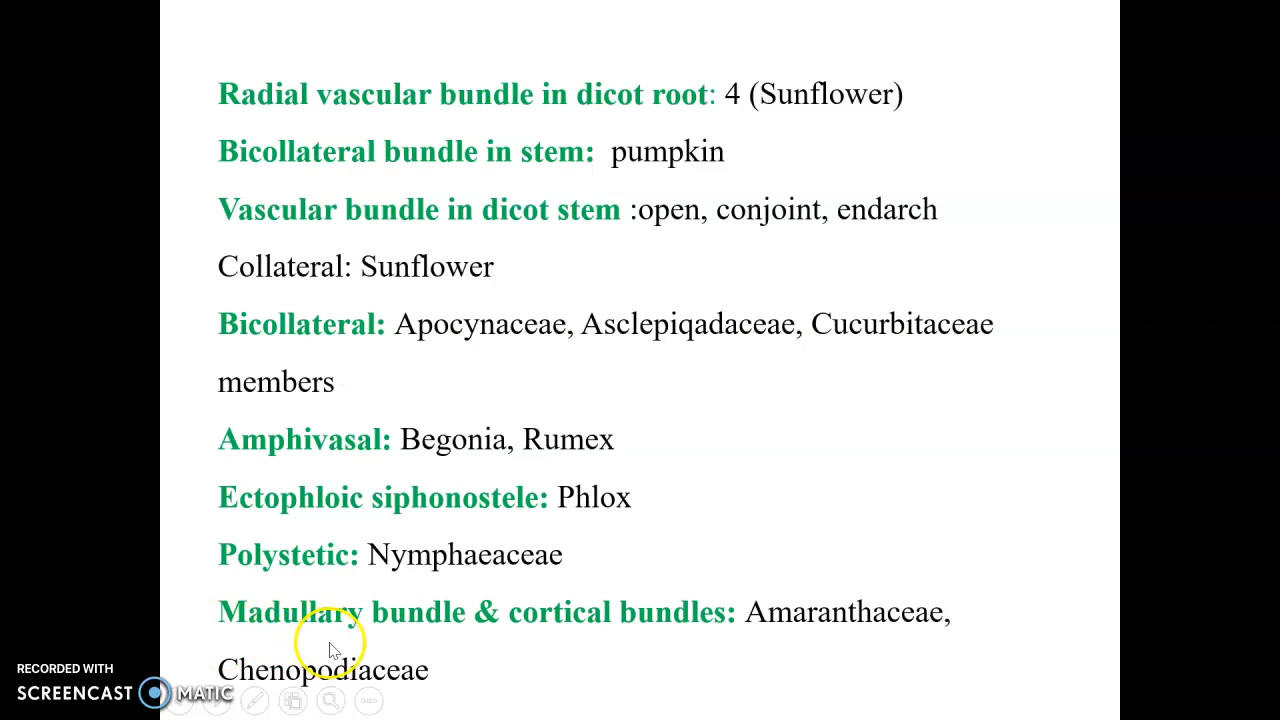 Radial vascular bundle in dicot root: 4 (Sunflower)
Bicollateral bundle in stem: pumpkin
Vascular bundle in dicot stem :open, conjoint, endarch
Collateral: Sunflower
Bicollateral: Apocynaceae, Asclepiqadaceae, Cucurbitaceae
members
Amphivasal: Begonia, Rumex
Ectophloic siphonostele: Phlox
Polystetic: Nymphaeaceae
Madullary bundle & cortical bundles: Amaranthaceae,
Chenopodiaceae
RECORDED WITH
SCREENCAST MATIC